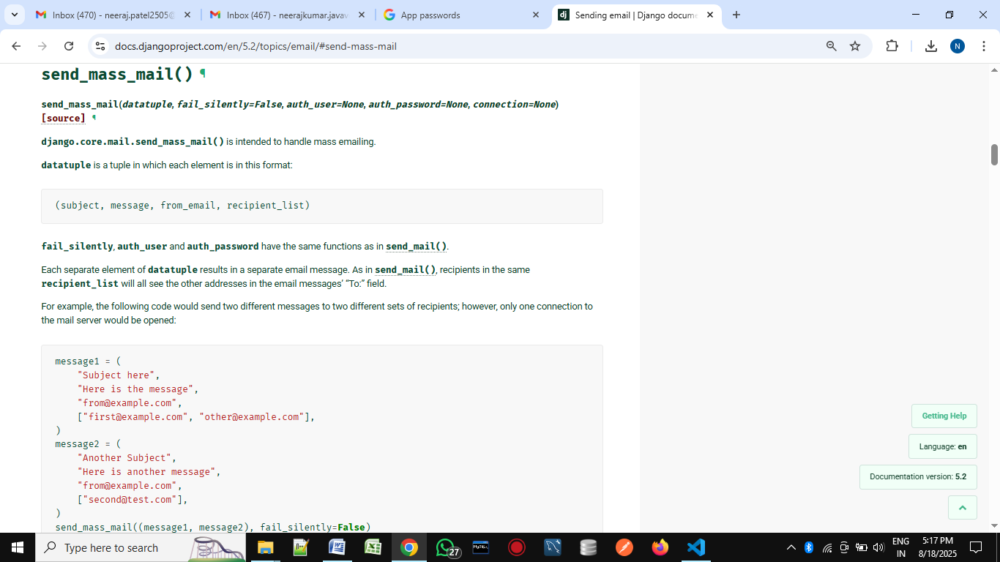 Inbox (470) - neeraj.patel2505@
Inbox (467) - neerajkumar.javav
App passwords
dj
Sending email | Django docume
docs.djangoproject.com/en/5.2/topics/email/#send-mass-mail
N
send_mass_mail() ¶
send_mass_mail(datatuple, fail_silently=False, auth_user=None, auth_password=None, connection=None)
[source] ¶
django.core.mail.send_mass_mail() is intended to handle mass emailing.
datatuple is a tuple in which each element is in this format:
(subject, message, from_email, recipient_list)
fail_silently, auth_user and auth_password have the same functions as in send_mail().
Each separate element of datatuple results in a separate email message. As in send_mail(), recipients in the same
recipient_list will all see the other addresses in the email messages’ “To:” field.
For example, the following code would send two different messages to two different sets of recipients; however, only one connection to
the mail server would be opened:
message1 = (
    "Subject here",
    "Here is the message",
    "from@example.com",
    ["first@example.com", "other@example.com"],
)
message2 = (
    "Another Subject",
    "Here is another message",
    "from@example.com",
    ["second@test.com"],
)
send_mass_mail((message1, message2), fail_silently=False)
Getting Help
Language: en
Documentation version: 5.2
Type here to search
27
MySQL
ENG
IN
5:17 PM
8/18/2025